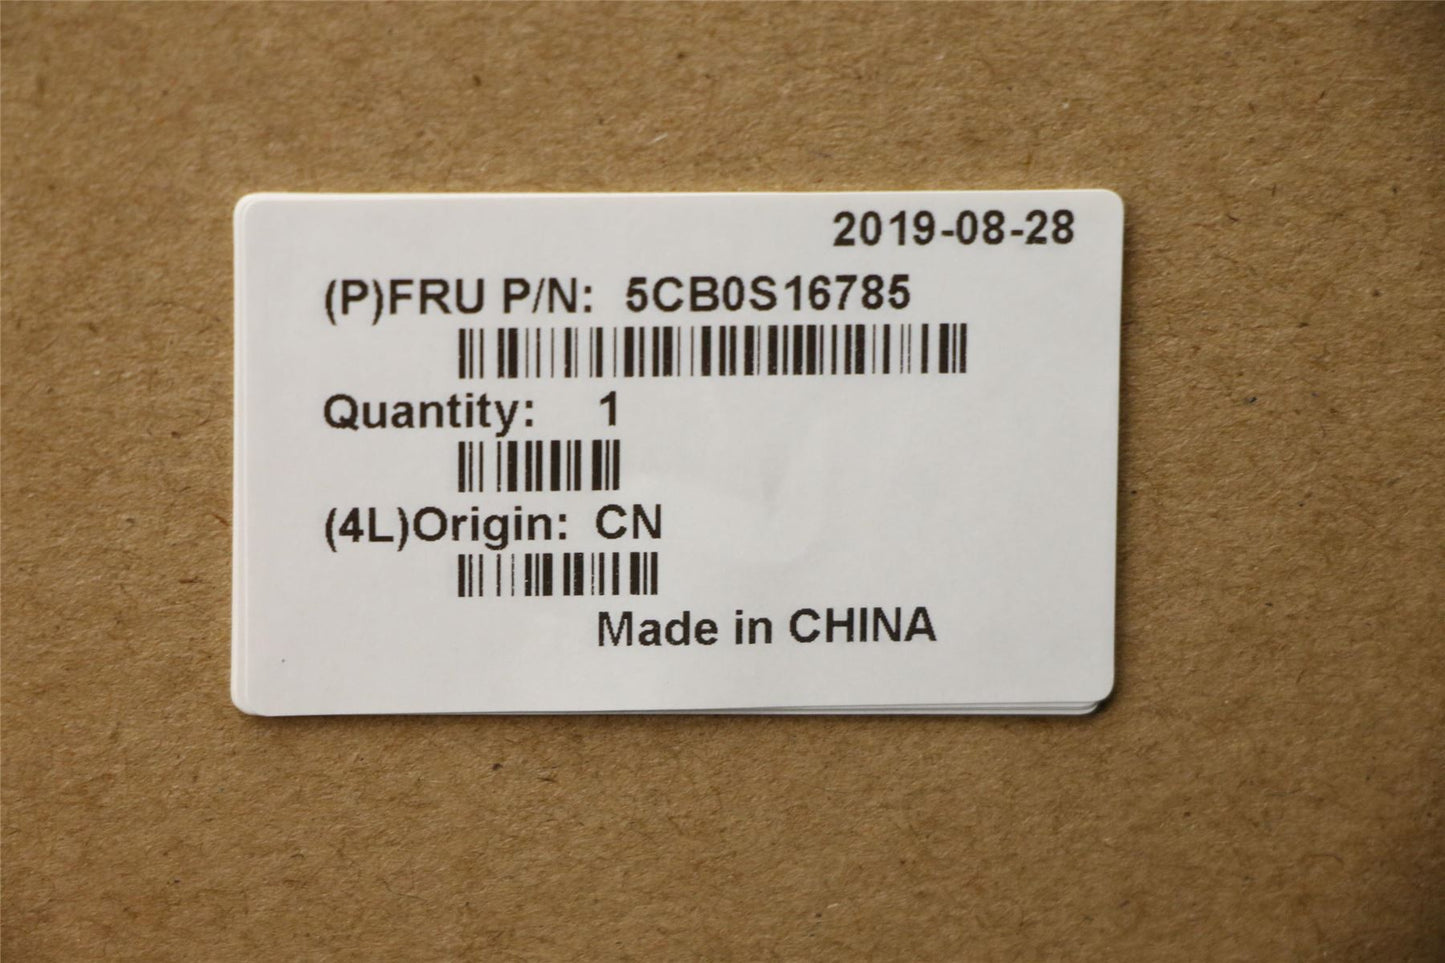 2019-08-28
(P)FRU P/N: 5CB0S16785
Quantity: 1
(4L)Origin: CN
Made in CHINA